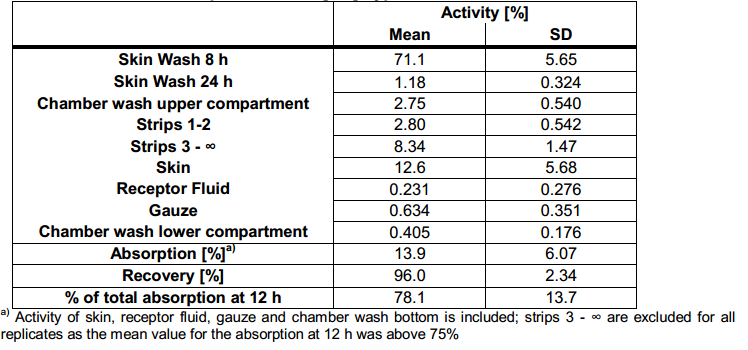 Activity [%]
Mean SD
Skin Wash 8 h 71.1 5.65
Skin Wash 24 h 1.18 0.324
Chamber wash upper compartment 2.75 0.540
Strips 1-2 2.80 0.542
Strips 3 - ∞ 8.34 1.47
Skin 12.6 5.68
Receptor Fluid 0.231 0.276
Gauze 0.634 0.351
Chamber wash lower compartment 0.405 0.176
Absorption [%]a) 13.9 6.07
Recovery [%] 96.0 2.34
% of total absorption at 12 h 78.1 13.7
a) Activity of skin, receptor fluid, gauze and chamber wash bottom is included; strips 3 - ∞ are excluded for all
replicates as the mean value for the absorption at 12 h was above 75%